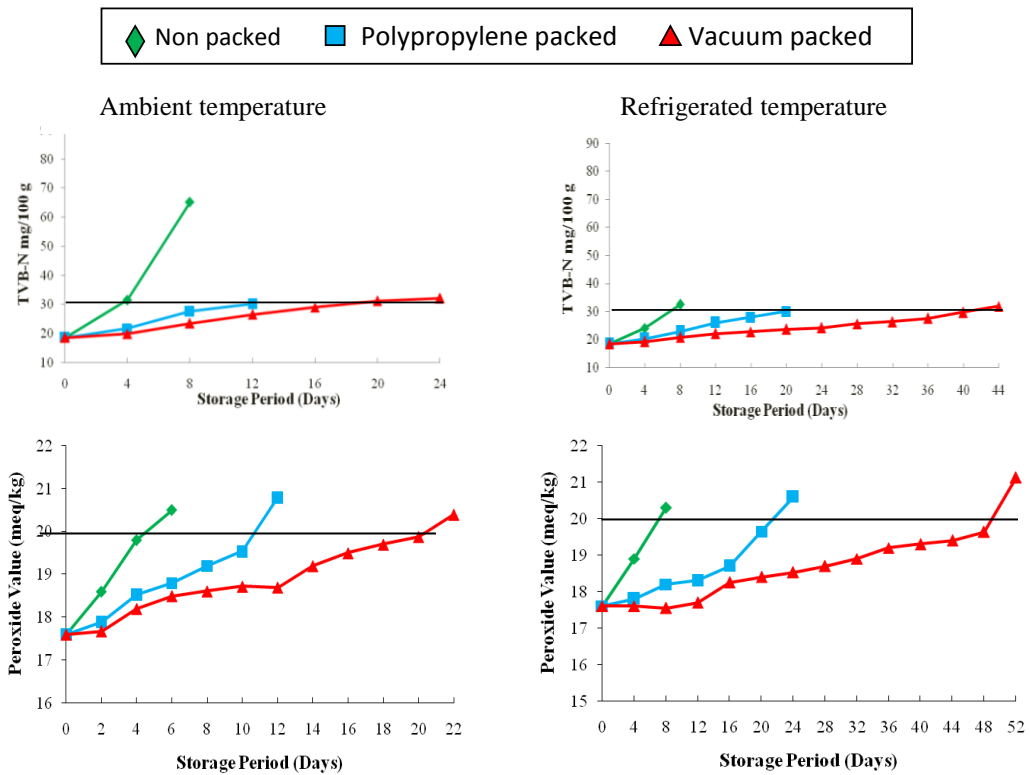 Non packed Polypropylene packed Vacuum packed
Ambient temperature
Refrigerated temperature
TVB-N mg/100 g
80
70
60
50
40
30
20
10
0 4 8 12 16 20 24
Storage Period (Days)
TVB-N mg/100 g
90
80
70
60
50
40
30
20
10
0 4 8 12 16 20 24 28 32 36 40 44
Storage Period (Days)
Peroxide Value (meq/kg)
22
21
20
19
18
17
16
0 2 4 6 8 10 12 14 16 18 20 22
Storage Period (Days)
Peroxide Value (meq/kg)
22
21
20
19
18
17
16
15
0 4 8 12 16 20 24 28 32 36 40 44 48 52
Storage Period (Days)